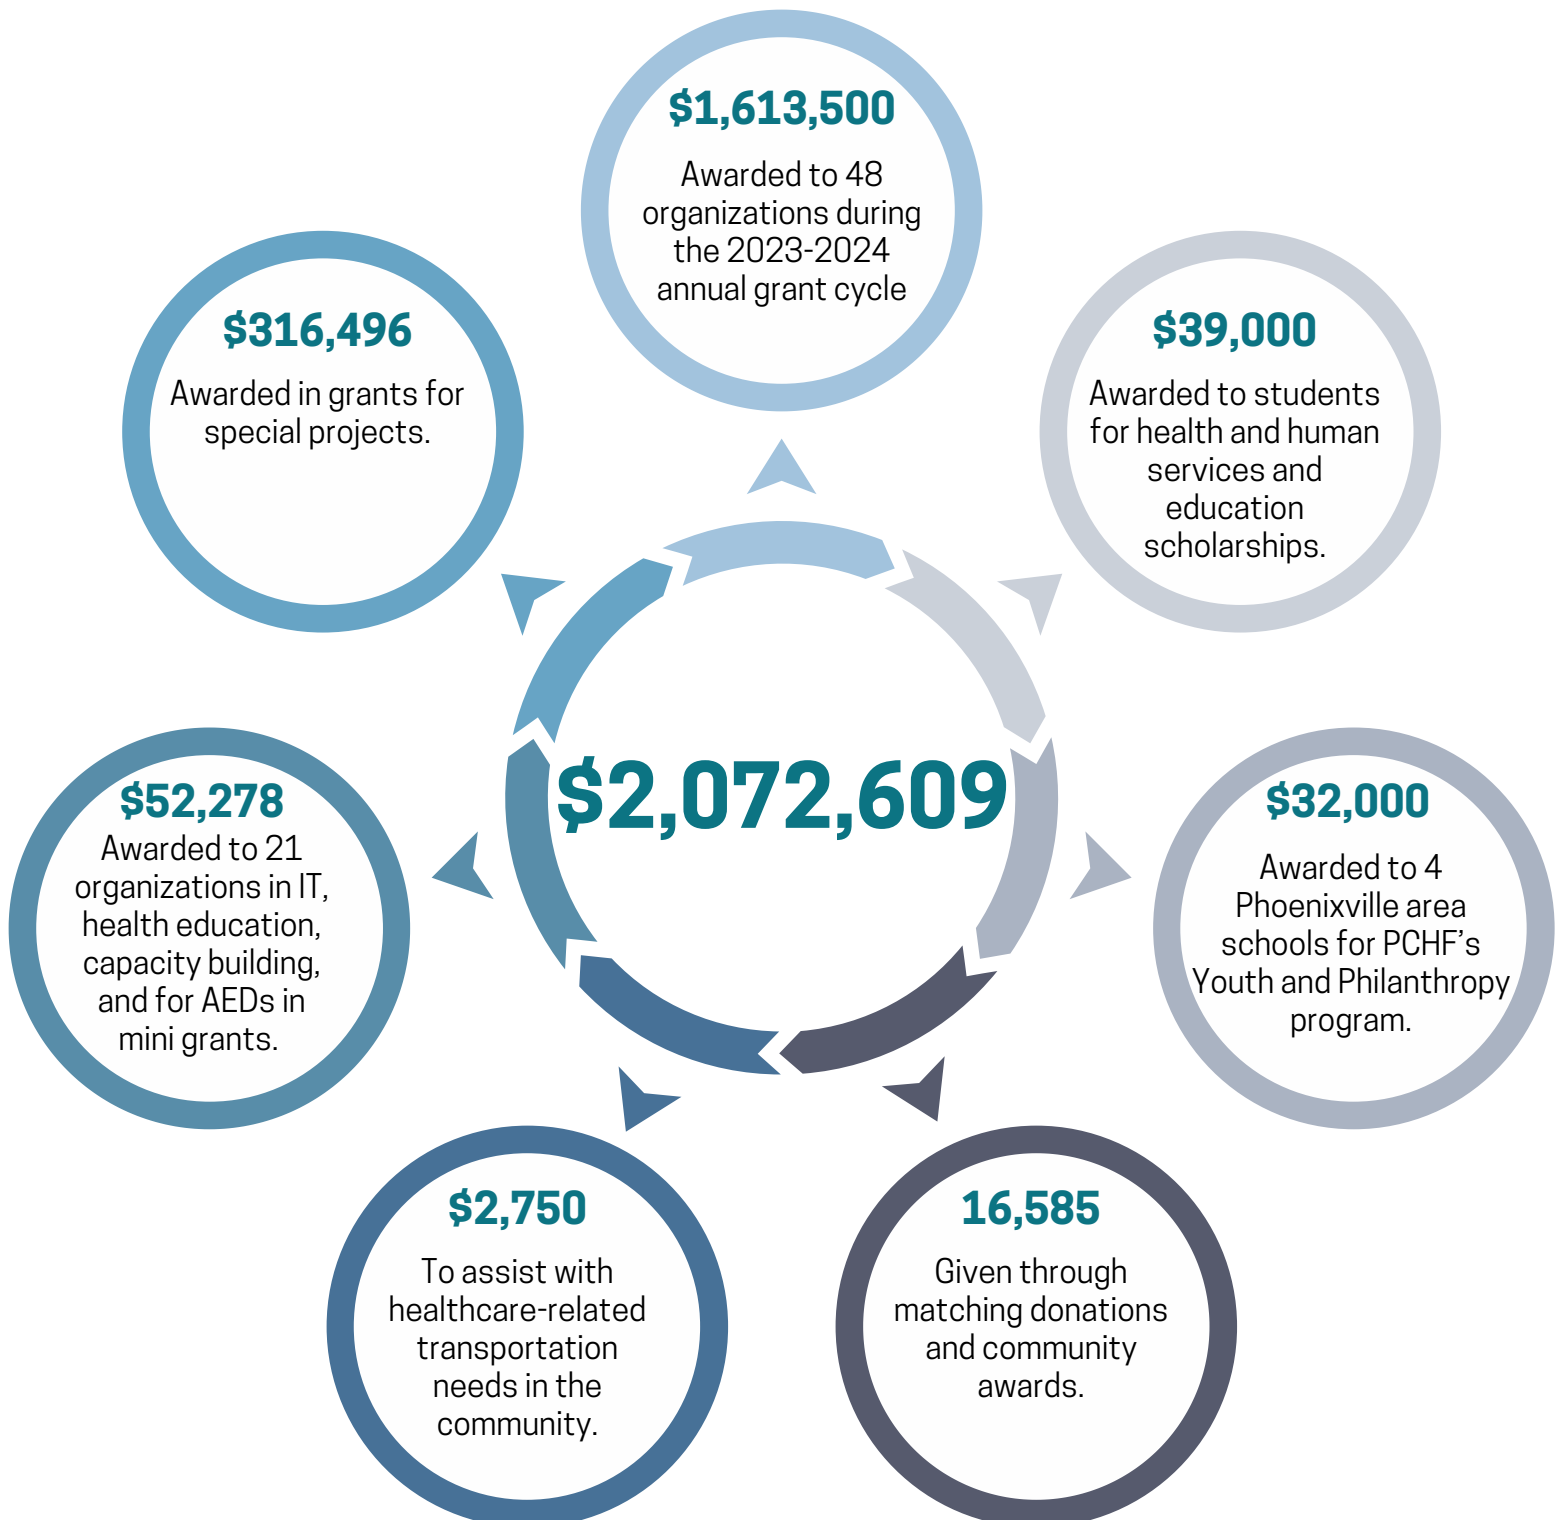 $1,613,500
Awarded to 48
organizations during
the 2023-2024
annual grant cycle
$316,496
Awarded in grants for
special projects.
$39,000
Awarded to students
for health and human
services and
education
scholarships.
$2,072,609
$52,278
Awarded to 21
organizations in IT,
health education,
capacity building,
and for AEDs in
mini grants.
$32,000
Awarded to 4
Phoenixville area
schools for PCHF’s
Youth and Philanthropy
program.
$2,750
To assist with
healthcare-related
transportation
needs in the
community.
16,585
Given through
matching donations
and community
awards.